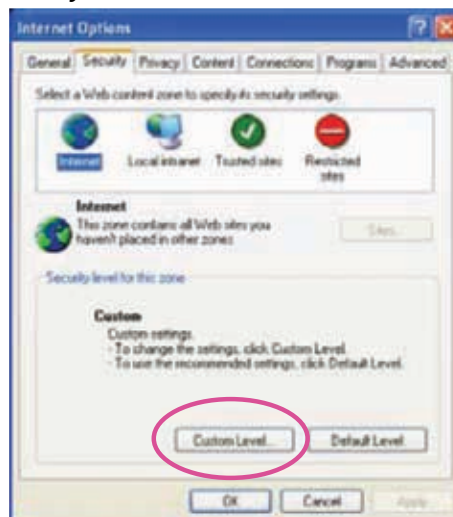 Internet Options
General Security Privacy Content Connections Programs Advanced
Select a Web content zone to specify its security settings.
Internet Local intranet Trusted sites Restricted sites
Internet
This zone contains all Web sites you
haven't placed in other zones
Sites...
Security level for this zone
Custom
Custom settings.
- To change the settings, click Custom Level.
- To use the recommended settings, click Default Level.
Custom Level... Default Level
OK Cancel Apply